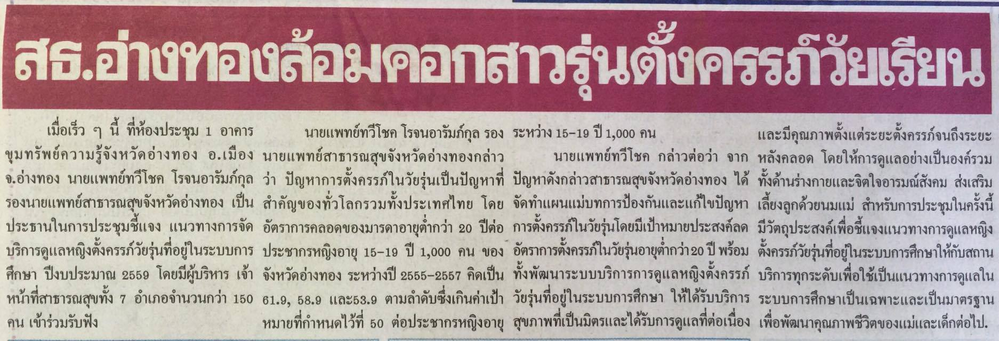 สธ.อ่างทองล้อมคอกสาวรุ่นตั้งครรภ์วัยเรียน
เมื่อเร็ว ๆ นี้ ที่ห้องประชุม 1 อาคาร
ขุมทรัพย์ความรู้จังหวัดอ่างทอง อ.เมือง
จ.อ่างทอง นายแพทย์ทวีโชค โรจนอารัมภ์กุล
รองนายแพทย์สาธารณสุขจังหวัดอ่างทอง เป็น
ประธานในการประชุมชี้แจง แนวทางการจัด
บริการดูแลหญิงตั้งครรภ์วัยรุ่นที่อยู่ในระบบการ
ศึกษา ปีงบประมาณ 2559 โดยมีผู้บริหาร เจ้า
หน้าที่สาธารณสุขทั้ง 7 อำเภอจำนวนกว่า 150
คน เข้าร่วมรับฟัง
นายแพทย์ทวีโชค โรจนอารัมภ์กุล รอง
นายแพทย์สาธารณสุขจังหวัดอ่างทองกล่าว
ว่า ปัญหาการตั้งครรภ์ในวัยรุ่นเป็นปัญหาที่
สำคัญของทั่วโลกรวมทั้งประเทศไทย โดย
อัตราการคลอดของมารดาอายุต่ำกว่า 20 ปีต่อ
ประชากรหญิงอายุ 15-19 ปี 1,000 คน ของ
จังหวัดอ่างทอง ระหว่างปี 2555-2557 คิดเป็น
61.9, 58.9 และ53.9 ตามลำดับซึ่งเกินค่าเป้า
หมายที่กำหนดไว้ที่ 50 ต่อประชากรหญิงอายุ
ระหว่าง 15-19 ปี 1,000 คน
นายแพทย์ทวีโชค กล่าวต่อว่า จาก
ปัญหาดังกล่าวสาธารณสุขจังหวัดอ่างทอง ได้
จัดทำแผนแม่บทการป้องกันและแก้ไขปัญหา
การตั้งครรภ์ในวัยรุ่นโดยมีเป้าหมายประสงค์ลด
อัตราการตั้งครรภ์ในวัยรุ่นอายุต่ำกว่า 20 ปี พร้อม
ทั้งพัฒนาระบบบริการการดูแลหญิงตั้งครรภ์
วัยรุ่นที่อยู่ในระบบการศึกษา ให้ได้รับบริการ
สุขภาพที่เป็นมิตรและได้รับการดูแลที่ต่อเนื่อง
และมีคุณภาพตั้งแต่ระยะตั้งครรภ์จนถึงระยะ
หลังคลอด โดยให้การดูแลอย่างเป็นองค์รวม
ทั้งด้านร่างกายและจิตใจอารมณ์สังคม ส่งเสริม
เลี้ยงลูกด้วยนมแม่ สำหรับการประชุมในครั้งนี้
มีวัตถุประสงค์เพื่อชี้แจงแนวทางการดูแลหญิง
ตั้งครรภ์วัยรุ่นที่อยู่ในระบบการศึกษาให้กับสถาน
บริการทุกระดับเพื่อใช้เป็นแนวทางการดูแลใน
ระบบการศึกษาเป็นเฉพาะและเป็นมาตรฐาน
เพื่อพัฒนาคุณภาพชีวิตของแม่และเด็กต่อไป.